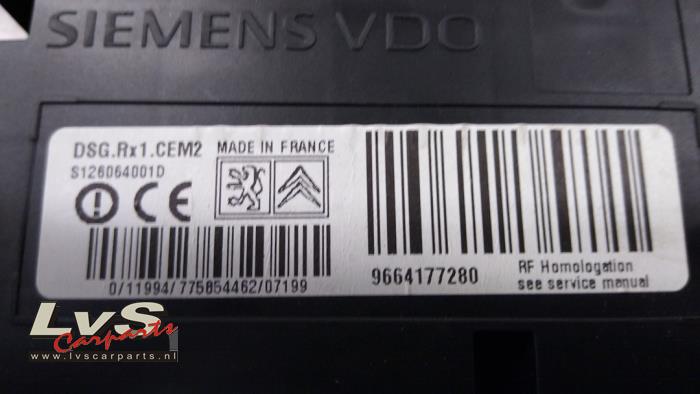 SIEMENS VDO
DSG.Rx1.CEM2 MADE IN FRANCE
S126064001D
CE
0/11994/775854462/07199
9664177280
RF Homologation
see service manual
LvS
Carparts
www.lvscarparts.nl